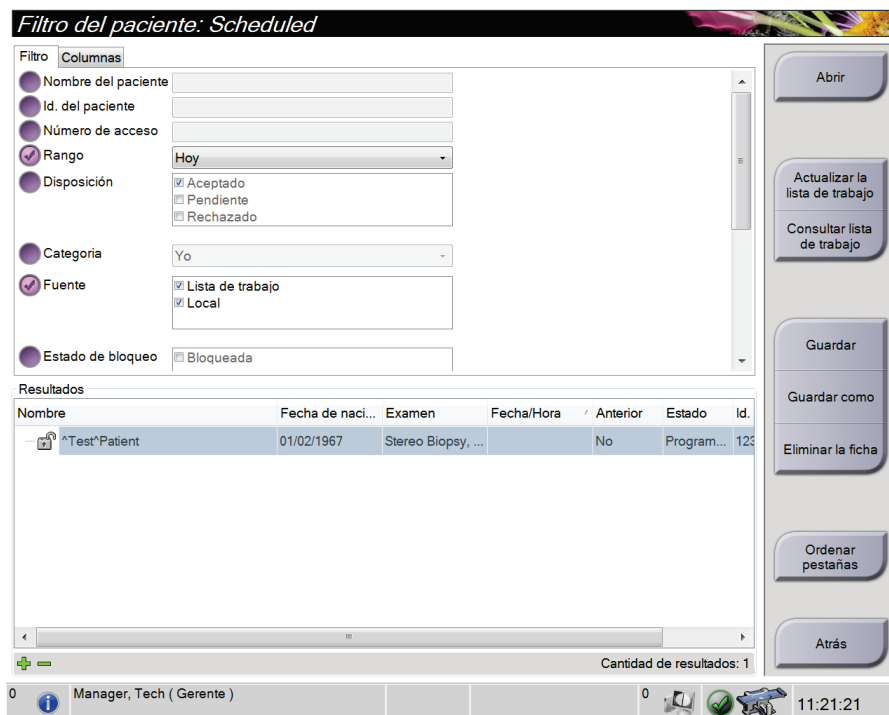 Filtro del paciente: Scheduled
Filtro Columnas
Nombre del paciente
Id. del paciente
Número de acceso
Rango Hoy
Disposición Aceptado
Pendiente
Rechazado
Categoria Yo
Fuente Lista de trabajo
Local
Estado de bloqueo Bloqueada
Resultados
Nombre Fecha de naci... Examen Fecha/Hora Anterior Estado Id.
^Test^Patient 01/02/1967 Stereo Biopsy, ... No Program... 123
Cantidad de resultados: 1
Abrir
Actualizar la
lista de trabajo
Consultar lista
de trabajo
Guardar
Guardar como
Eliminar la ficha
Ordenar
pestañas
Atrás
0 Manager, Tech ( Gerente ) 0 11:21:21